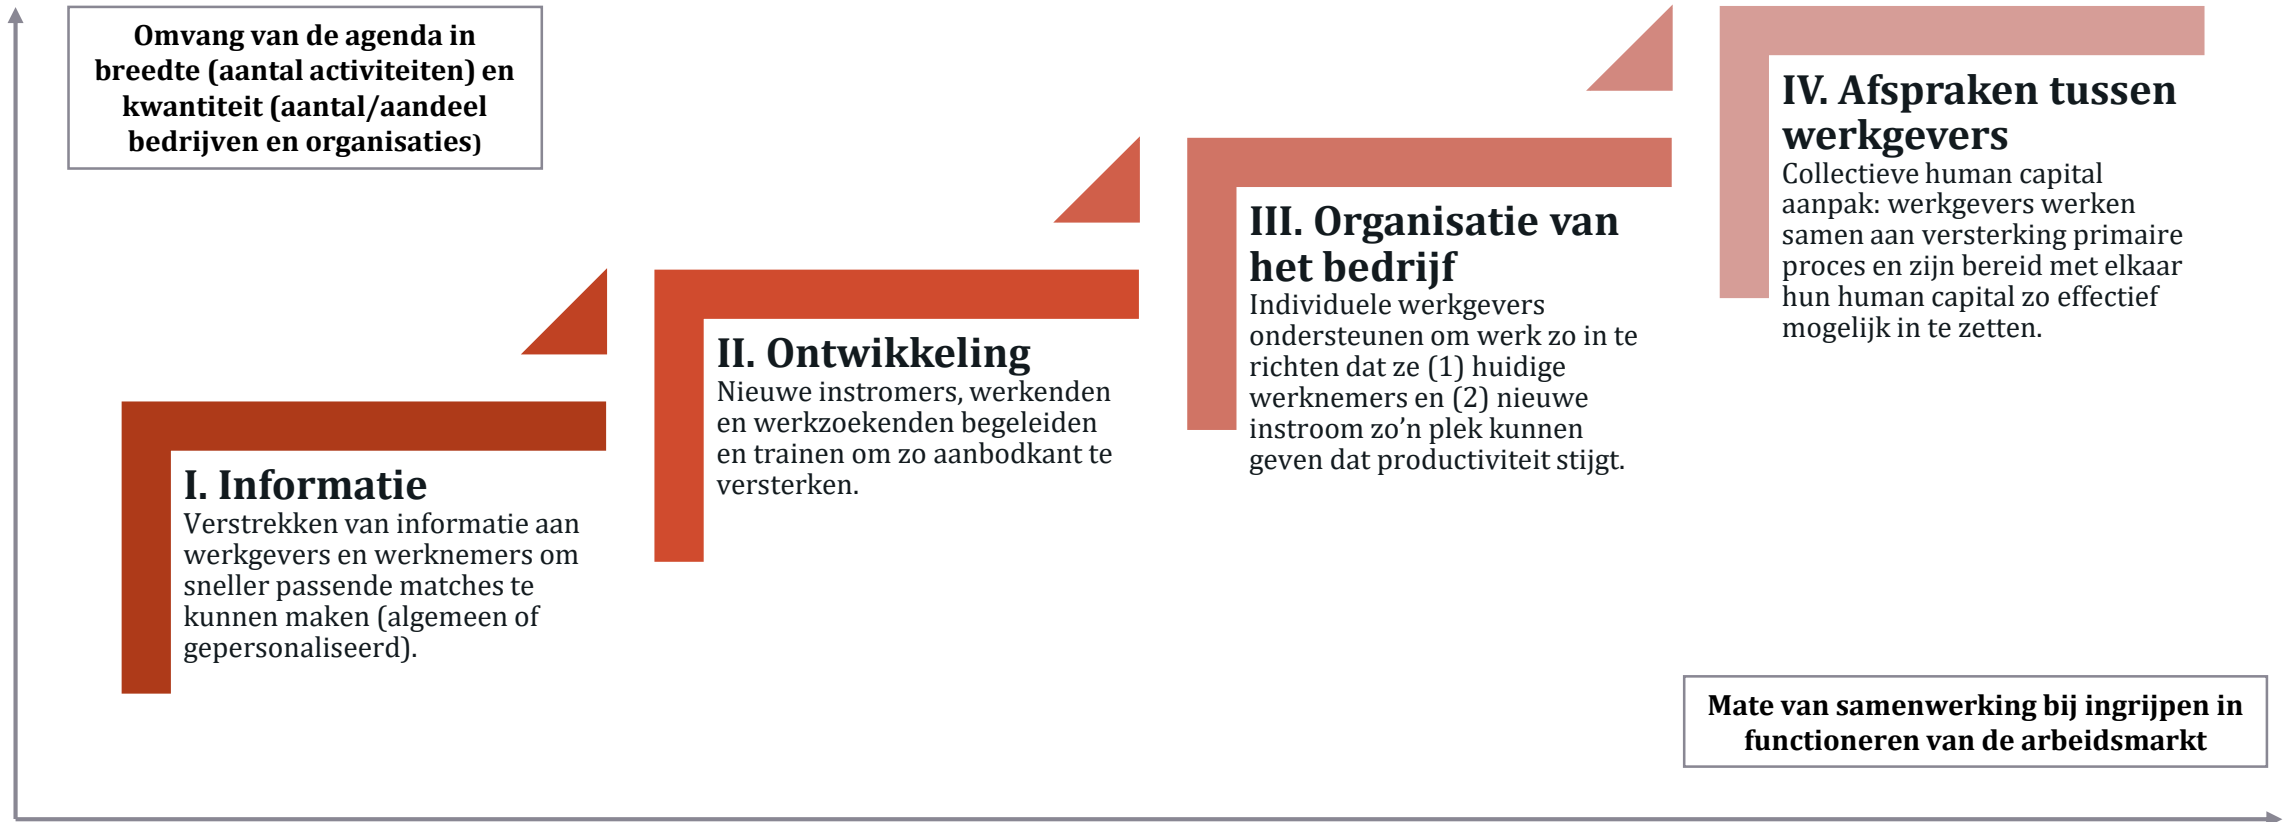 Omvang van de agenda in
breedte (aantal activiteiten) en
kwantiteit (aantal/aandeel
bedrijven en organisaties)
I. Informatie
Verstrekken van informatie aan
werkgevers en werknemers om
sneller passende matches te
kunnen maken (algemeen of
gepersonaliseerd).
II. Ontwikkeling
Nieuwe instromers, werkenden
en werkzoekenden begeleiden
en trainen om zo aanbodkant te
versterken.
III. Organisatie van
het bedrijf
Individuele werkgevers
ondersteunen om werk zo in te
richten dat ze (1) huidige
werknemers en (2) nieuwe
instroom zo’n plek kunnen
geven dat productiviteit stijgt.
IV. Afspraken tussen
werkgevers
Collectieve human capital
aanpak: werkgevers werken
samen aan versterking primaire
proces en zijn bereid met elkaar
hun human capital zo effectief
mogelijk in te zetten.
Mate van samenwerking bij ingrijpen in
functioneren van de arbeidsmarkt